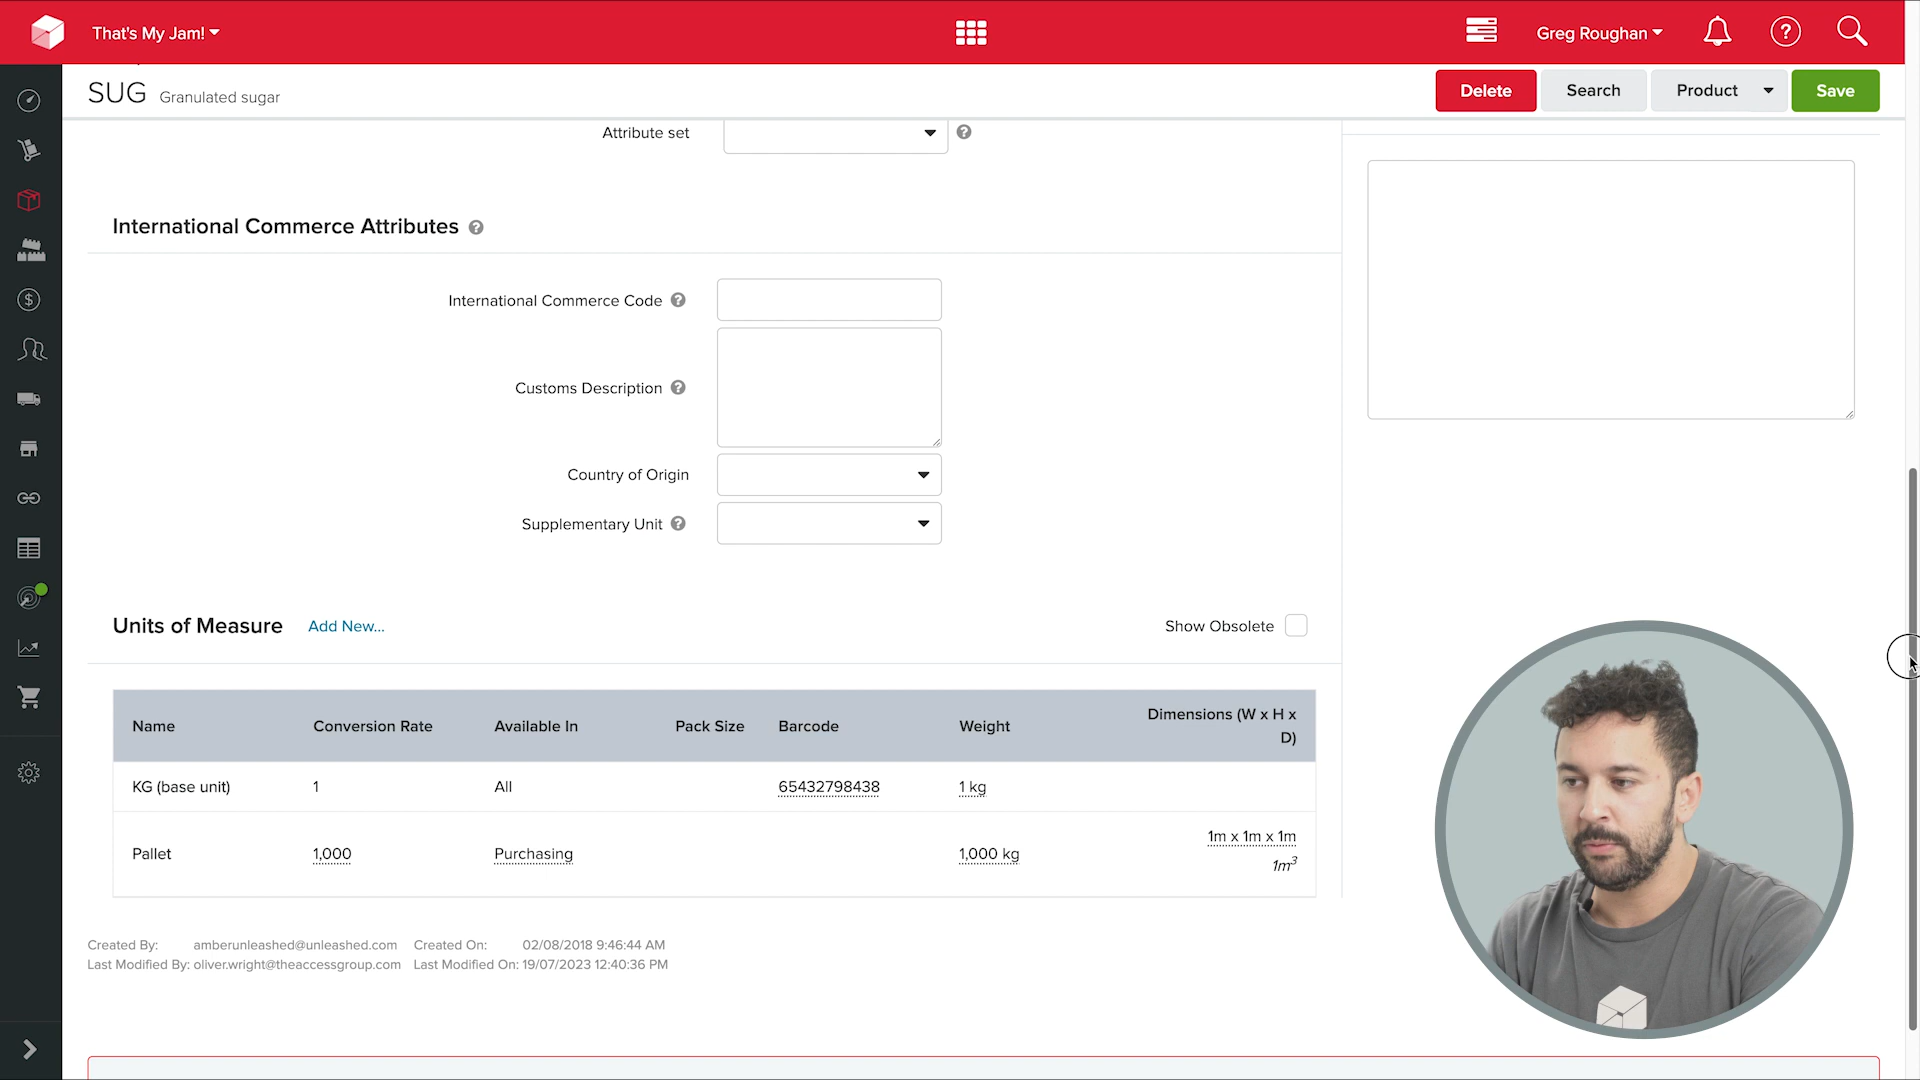 That's My Jam!
Greg Roughan
SUG Granulated sugar
Delete
Search
Product
Save
Attribute set
International Commerce Attributes
International Commerce Code
Customs Description
Country of Origin
Supplementary Unit
Units of Measure Add New... Show Obsolete
Name Conversion Rate Available In Pack Size Barcode Weight Dimensions (W x H x D)
KG (base unit) 1 All 65432798438 1 kg
Pallet 1,000 Purchasing 1,000 kg 1m x 1m x 1m
1m³
Created By: amberunleashed@unleashed.com Created On: 02/08/2018 9:46:44 AM
Last Modified By: oliver.wright@theaccessgroup.com Last Modified On: 19/07/2023 12:40:36 PM